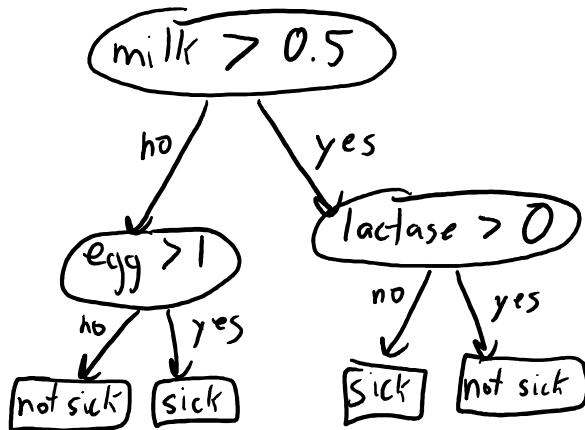 milk > 0.5
no
yes
egg > 1
lactase > 0
no
yes
no
yes
not sick
sick
sick
not sick